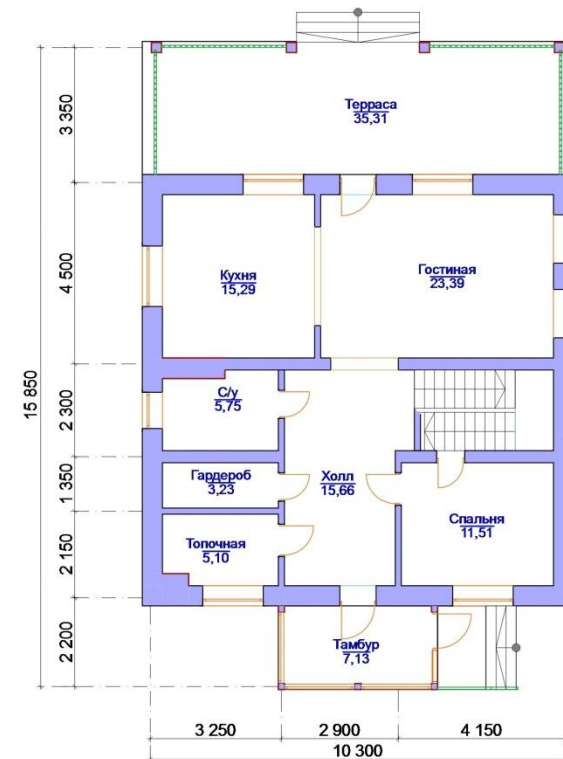 Терраса
35,31
3 350
Кухня
15,29
Гостиная
23,39
4 500
15 850
С/у
5,75
2 300
Гардероб
3,23
Холл
15,66
1 350
Спальня
11,51
Топочная
5,10
2 150
Тамбур
7,13
2 200
3 250
2 900
4 150
10 300